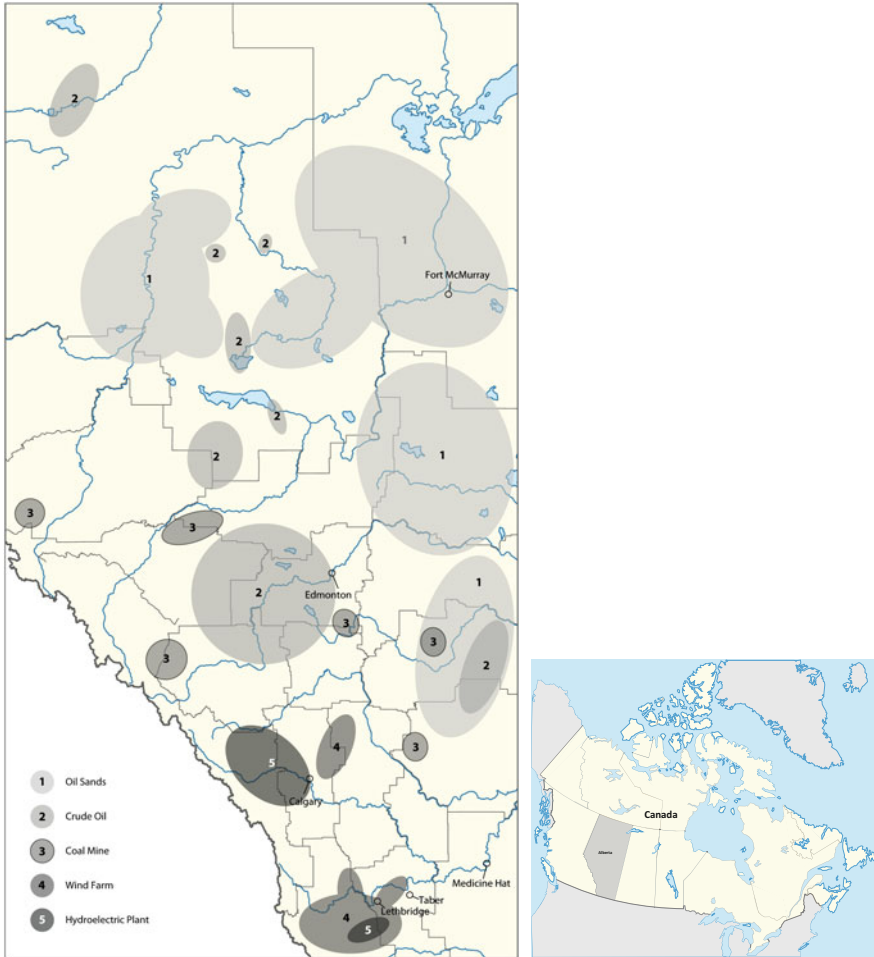 2
1
2
2
1
Fort McMurray
2
2
2
1
3
3
1
2
Edmonton
3
3
3
2
4
3
5
Calgary
Medicine Hat
Taber
Lethbridge
4
5
1 Oil Sands
2 Crude Oil
3 Coal Mine
4 Wind Farm
5 Hydroelectric Plant
Canada
Alberta